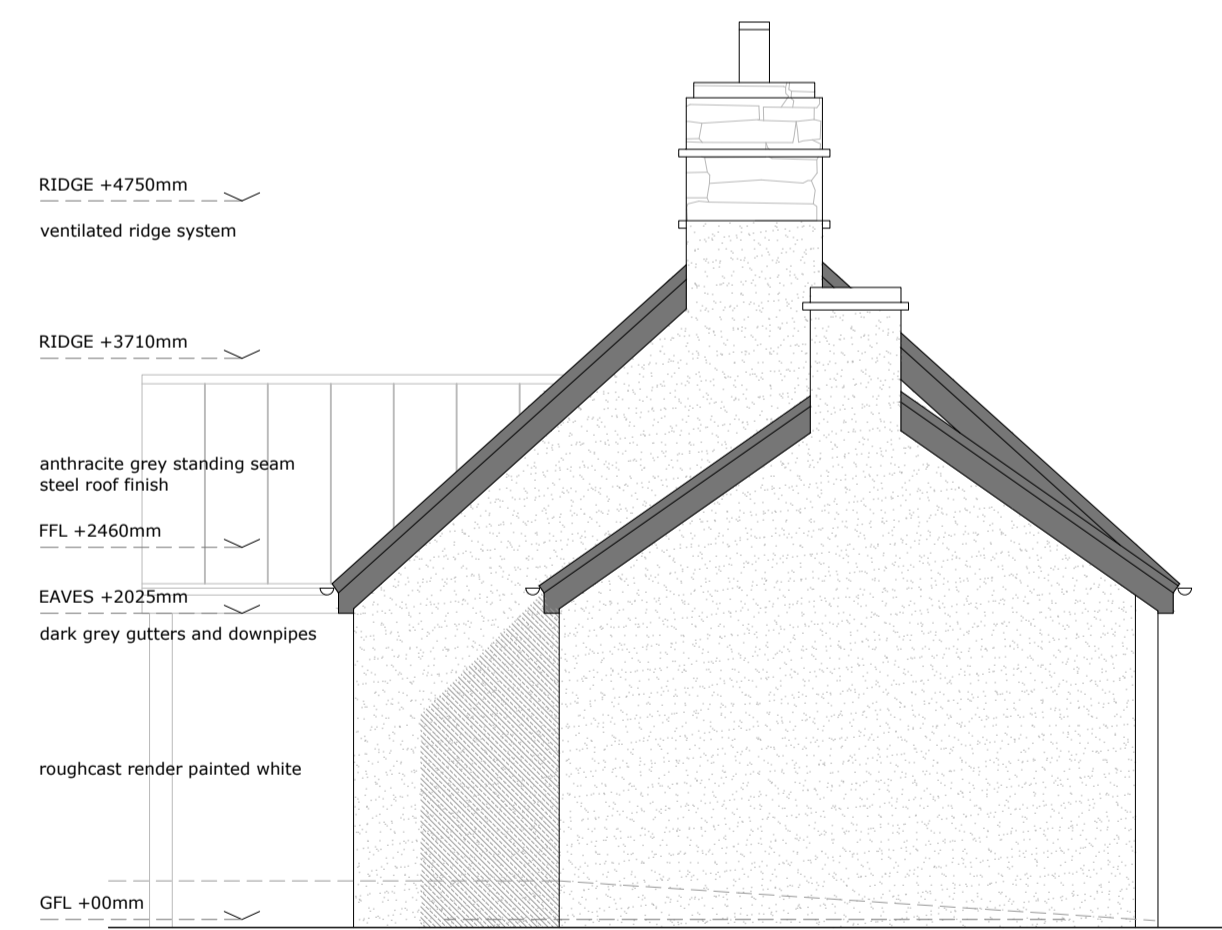 RIDGE +4750mm
ventilated ridge system
RIDGE +3710mm
anthracite grey standing seam
steel roof finish
FFL +2460mm
EAVES +2025mm
dark grey gutters and downpipes
roughcast render painted white
GFL +00mm